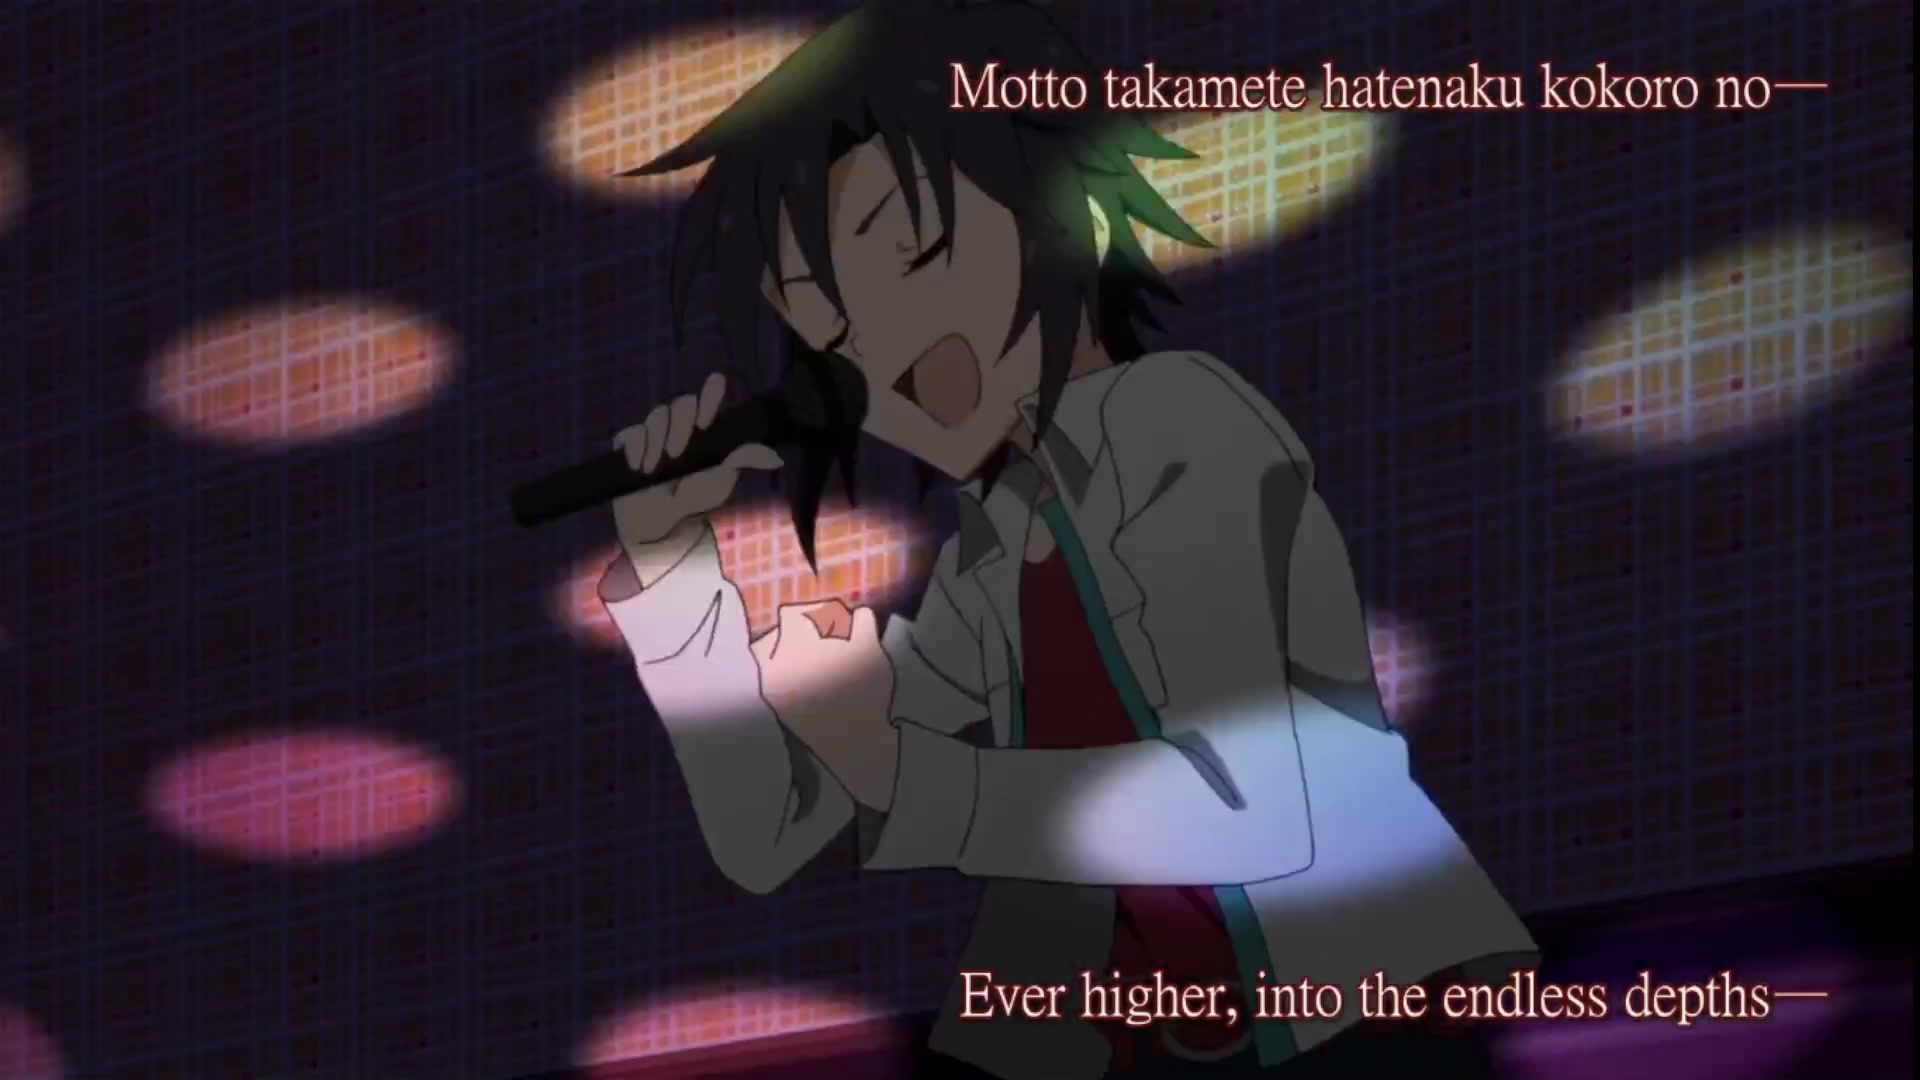 Motto takamete hatenaku kokoro no—
Ever higher, into the endless depths—